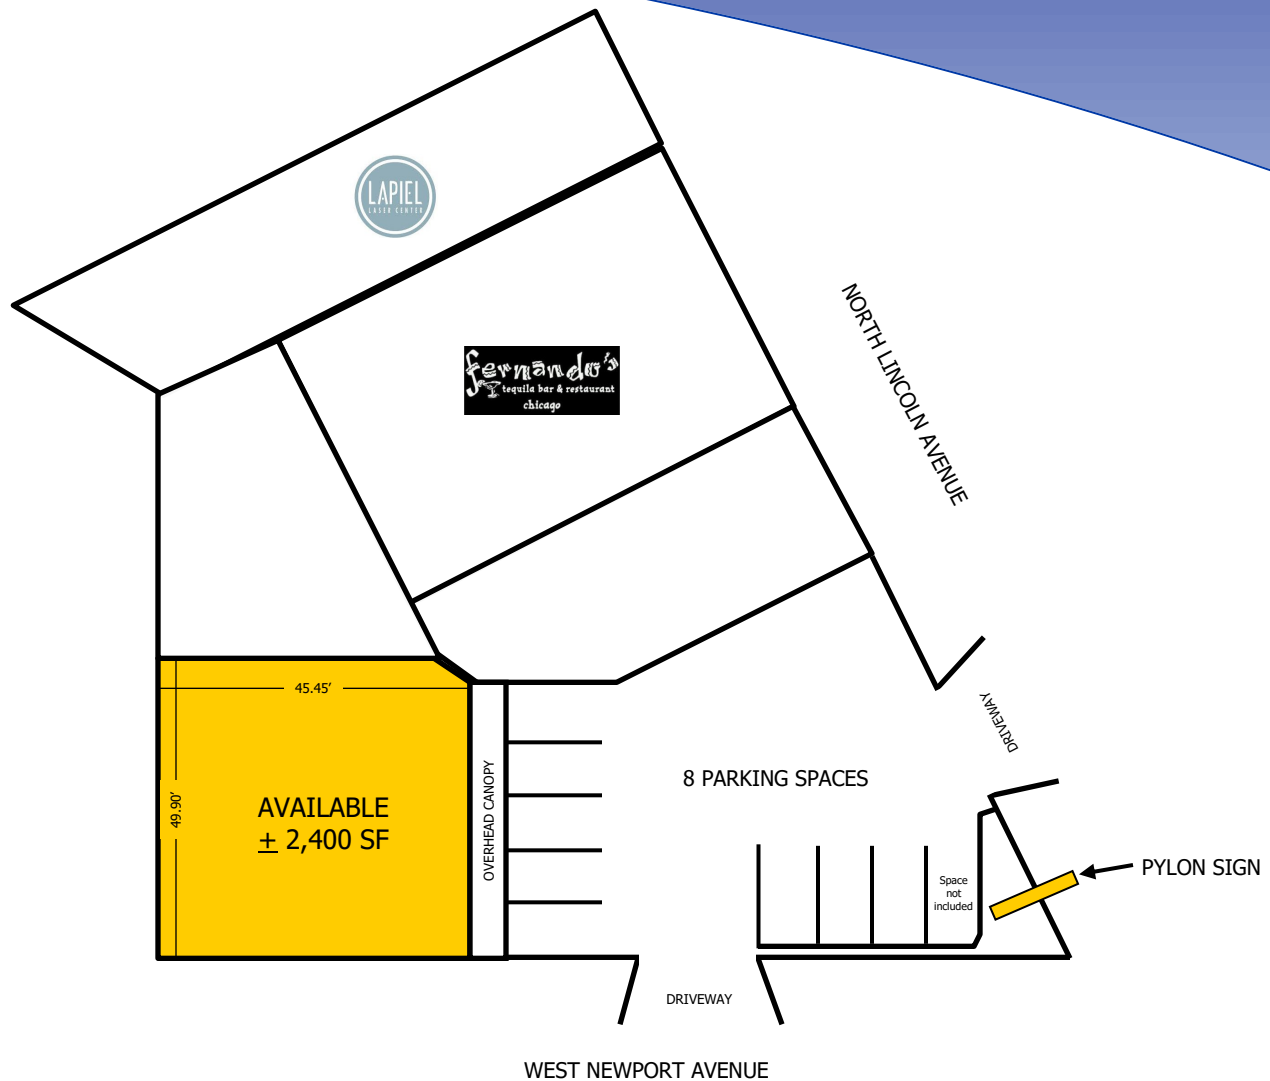 LAPIEL
LASER CENTER
fernando's
tequila bar & restaurant
chicago
NORTH LINCOLN AVENUE
45.45'
49.90'
AVAILABLE
± 2,400 SF
OVERHEAD CANOPY
8 PARKING SPACES
DRIVEWAY
Space
not
included
PYLON SIGN
DRIVEWAY
WEST NEWPORT AVENUE